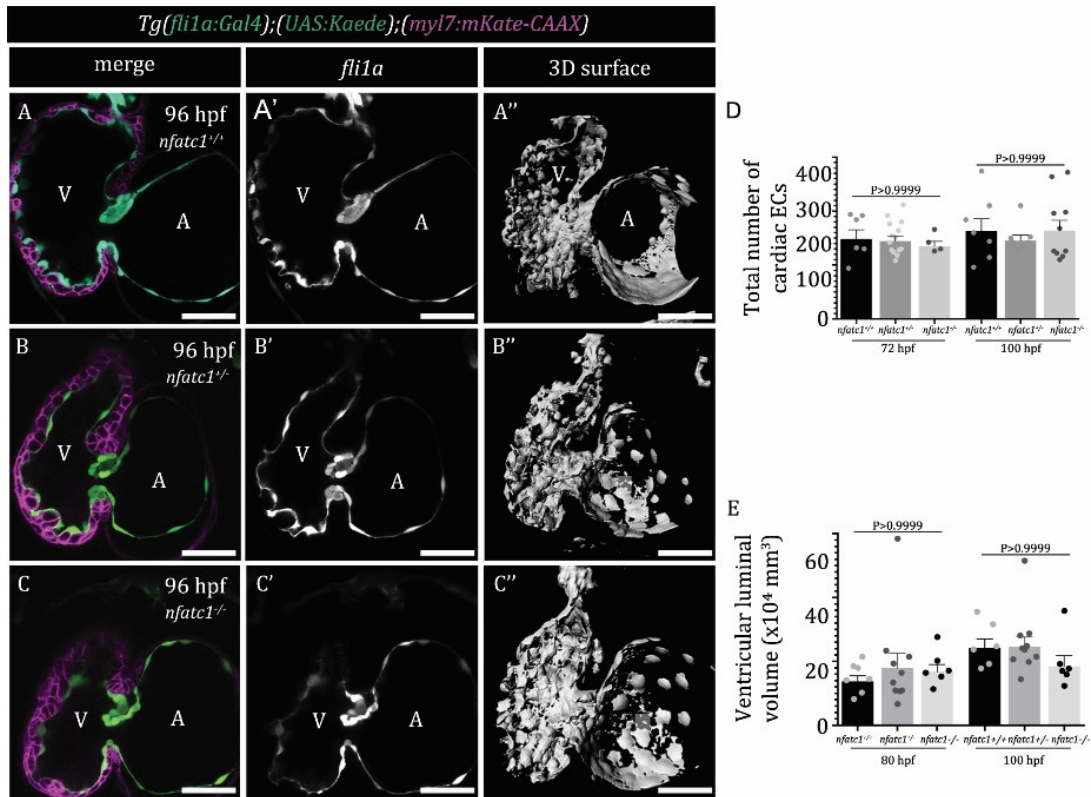 Tg(fli1a:Gal4);(UAS:Kaede);(myl7:mKate-CAAX)
merge
fli1a
3D surface
A
96 hpf
nfatc1+/+
V
A
A'
V
A
A''
V
A
B
96 hpf
nfatc1+/-
V
A
B'
V
A
B''
C
96 hpf
nfatc1-/-
V
A
C'
V
A
C''
D
Total number of
cardiac ECs
400
300
200
100
0
P>0.9999
P>0.9999
nfatc1+/+ nfatc1+/- nfatc1-/- nfatc1+/+ nfatc1+/- nfatc1-/-
72 hpf
100 hpf
E
Ventricular luminal
volume (x10⁴ mm³)
60
40
20
0
P>0.9999
P>0.9999
nfatc1+/+ nfatc1+/- nfatc1-/- nfatc1+/+ nfatc1+/- nfatc1-/-
80 hpf
100 hpf